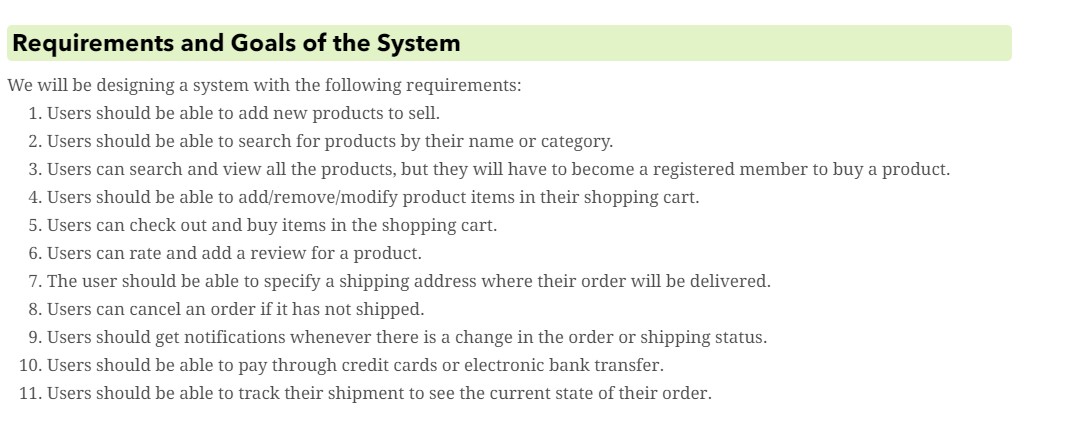 Requirements and Goals of the System
We will be designing a system with the following requirements:
1. Users should be able to add new products to sell.
2. Users should be able to search for products by their name or category.
3. Users can search and view all the products, but they will have to become a registered member to buy a product.
4. Users should be able to add/remove/modify product items in their shopping cart.
5. Users can check out and buy items in the shopping cart.
6. Users can rate and add a review for a product.
7. The user should be able to specify a shipping address where their order will be delivered.
8. Users can cancel an order if it has not shipped.
9. Users should get notifications whenever there is a change in the order or shipping status.
10. Users should be able to pay through credit cards or electronic bank transfer.
11. Users should be able to track their shipment to see the current state of their order.